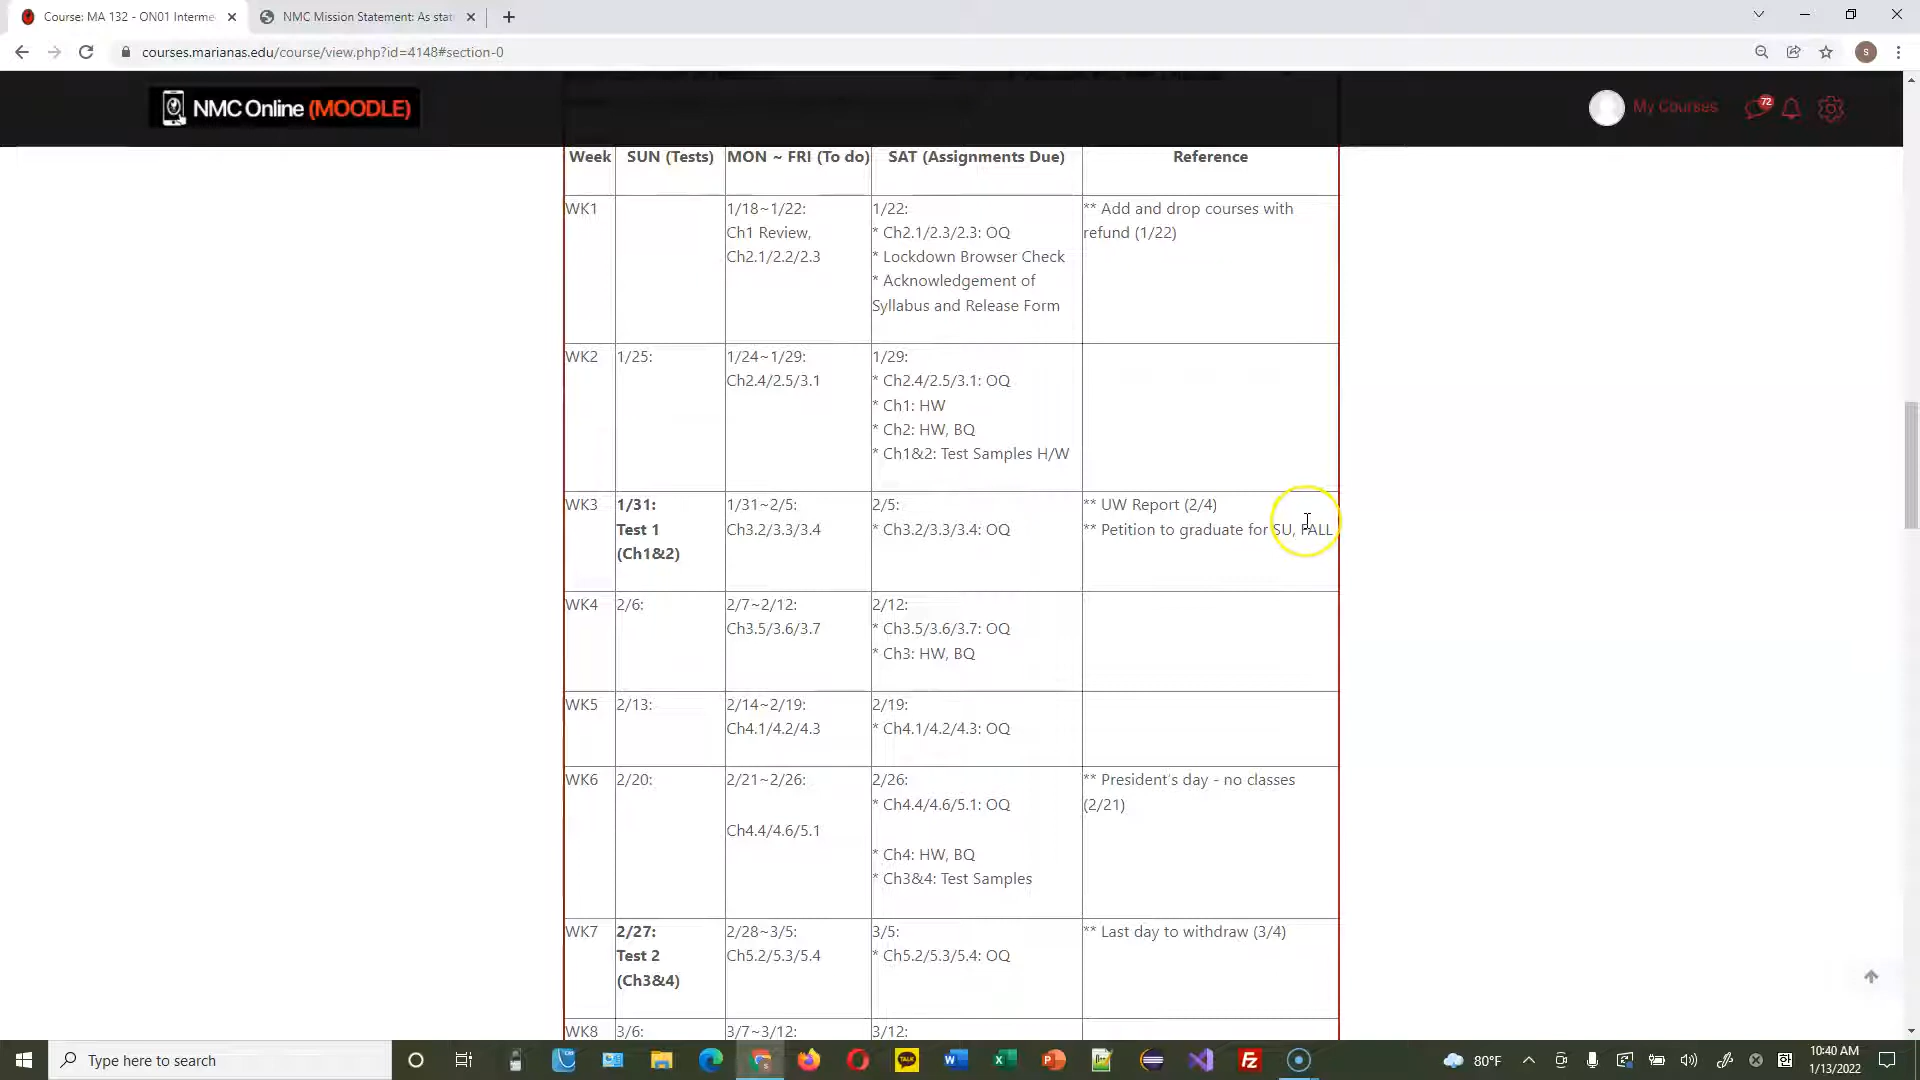 Course: MA 132 - ON01 Interme
NMC Mission Statement: As stat
courses.marianas.edu/course/view.php?id=4148#section-0
S
NMC Online (MOODLE)
My Courses
72
Week SUN (Tests) MON ~ FRI (To do) SAT (Assignments Due) Reference
WK1
1/18~1/22:
Ch1 Review,
Ch2.1/2.2/2.3
1/22:
* Ch2.1/2.3/2.3: OQ
* Lockdown Browser Check
* Acknowledgement of
Syllabus and Release Form
** Add and drop courses with
refund (1/22)
WK2
1/25:
1/24~1/29:
Ch2.4/2.5/3.1
1/29:
* Ch2.4/2.5/3.1: OQ
* Ch1: HW
* Ch2: HW, BQ
* Ch1&2: Test Samples H/W
WK3
1/31:
Test 1
(Ch1&2)
1/31~2/5:
Ch3.2/3.3/3.4
2/5:
* Ch3.2/3.3/3.4: OQ
** UW Report (2/4)
** Petition to graduate for SU, FALL
WK4
2/6:
2/7~2/12:
Ch3.5/3.6/3.7
2/12:
* Ch3.5/3.6/3.7: OQ
* Ch3: HW, BQ
WK5
2/13:
2/14~2/19:
Ch4.1/4.2/4.3
2/19:
* Ch4.1/4.2/4.3: OQ
WK6
2/20:
2/21~2/26:
Ch4.4/4.6/5.1
2/26:
* Ch4.4/4.6/5.1: OQ
* Ch4: HW, BQ
* Ch3&4: Test Samples
** President's day - no classes
(2/21)
WK7
2/27:
Test 2
(Ch3&4)
2/28~3/5:
Ch5.2/5.3/5.4
3/5:
* Ch5.2/5.3/5.4: OQ
** Last day to withdraw (3/4)
WK8
3/6:
3/7~3/12:
3/12:
Type here to search
TALK
80°F
한
10:40 AM
1/13/2022